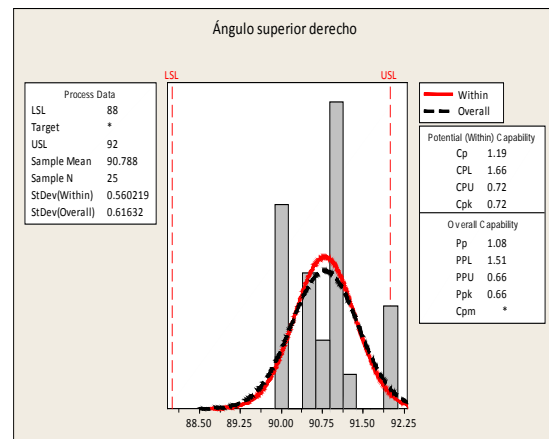 Ángulo superior derecho
LSL USL
Process Data
LSL 88
Target *
USL 92
Sample Mean 90.788
Sample N 25
StDev(Within) 0.560219
StDev(Overall) 0.61632
Within
Overall
Potential (Within) Capability
Cp 1.19
CPL 1.66
CPU 0.72
Cpk 0.72
Overall Capability
Pp 1.08
PPL 1.51
PPU 0.66
Ppk 0.66
Cpm *
88.50 89.25 90.00 90.75 91.50 92.25